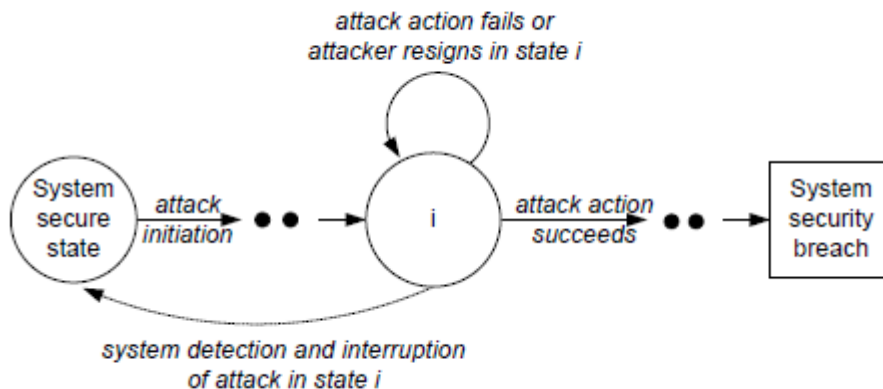 attack action fails or
attacker resigns in state i
System
secure
state
attack
initiation
i
attack action
succeeds
System
security
breach
system detection and interruption
of attack in state i